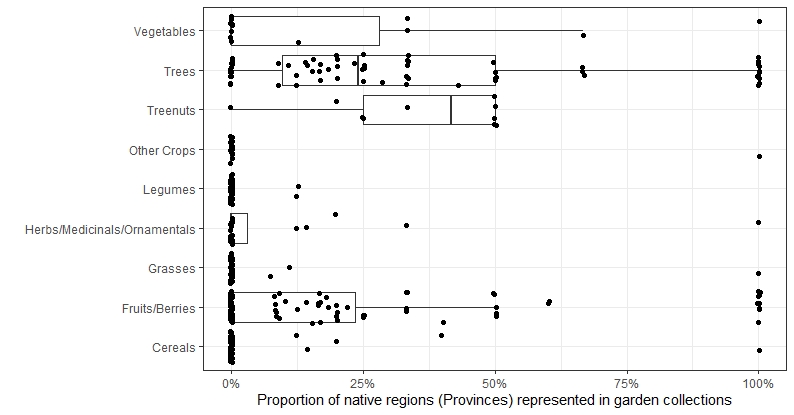 Vegetables
Trees
Treenuts
Other Crops
Legumes
Herbs/Medicinals/Ornamentals
Grasses
Fruits/Berries
Cereals
0% 25% 50% 75% 100%
Proportion of native regions (Provinces) represented in garden collections